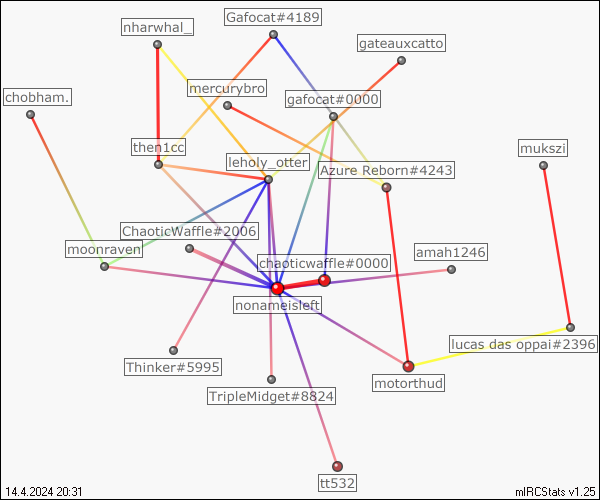 Gafocat#4189
nharwhal_
gateauxcatto
mercurybro
chobham.
gafocat#0000
then1cc
mukszi
leholy_otter
Azure Reborn#4243
ChaoticWaffle#2006
moonraven
amah1246
chaoticwaffle#0000
nonameisleft
lucas das oppai#2396
Thinker#5995
motorthud
TripleMidget#8824
tt532
14.4.2024 20:31
mIRCStats v1.25